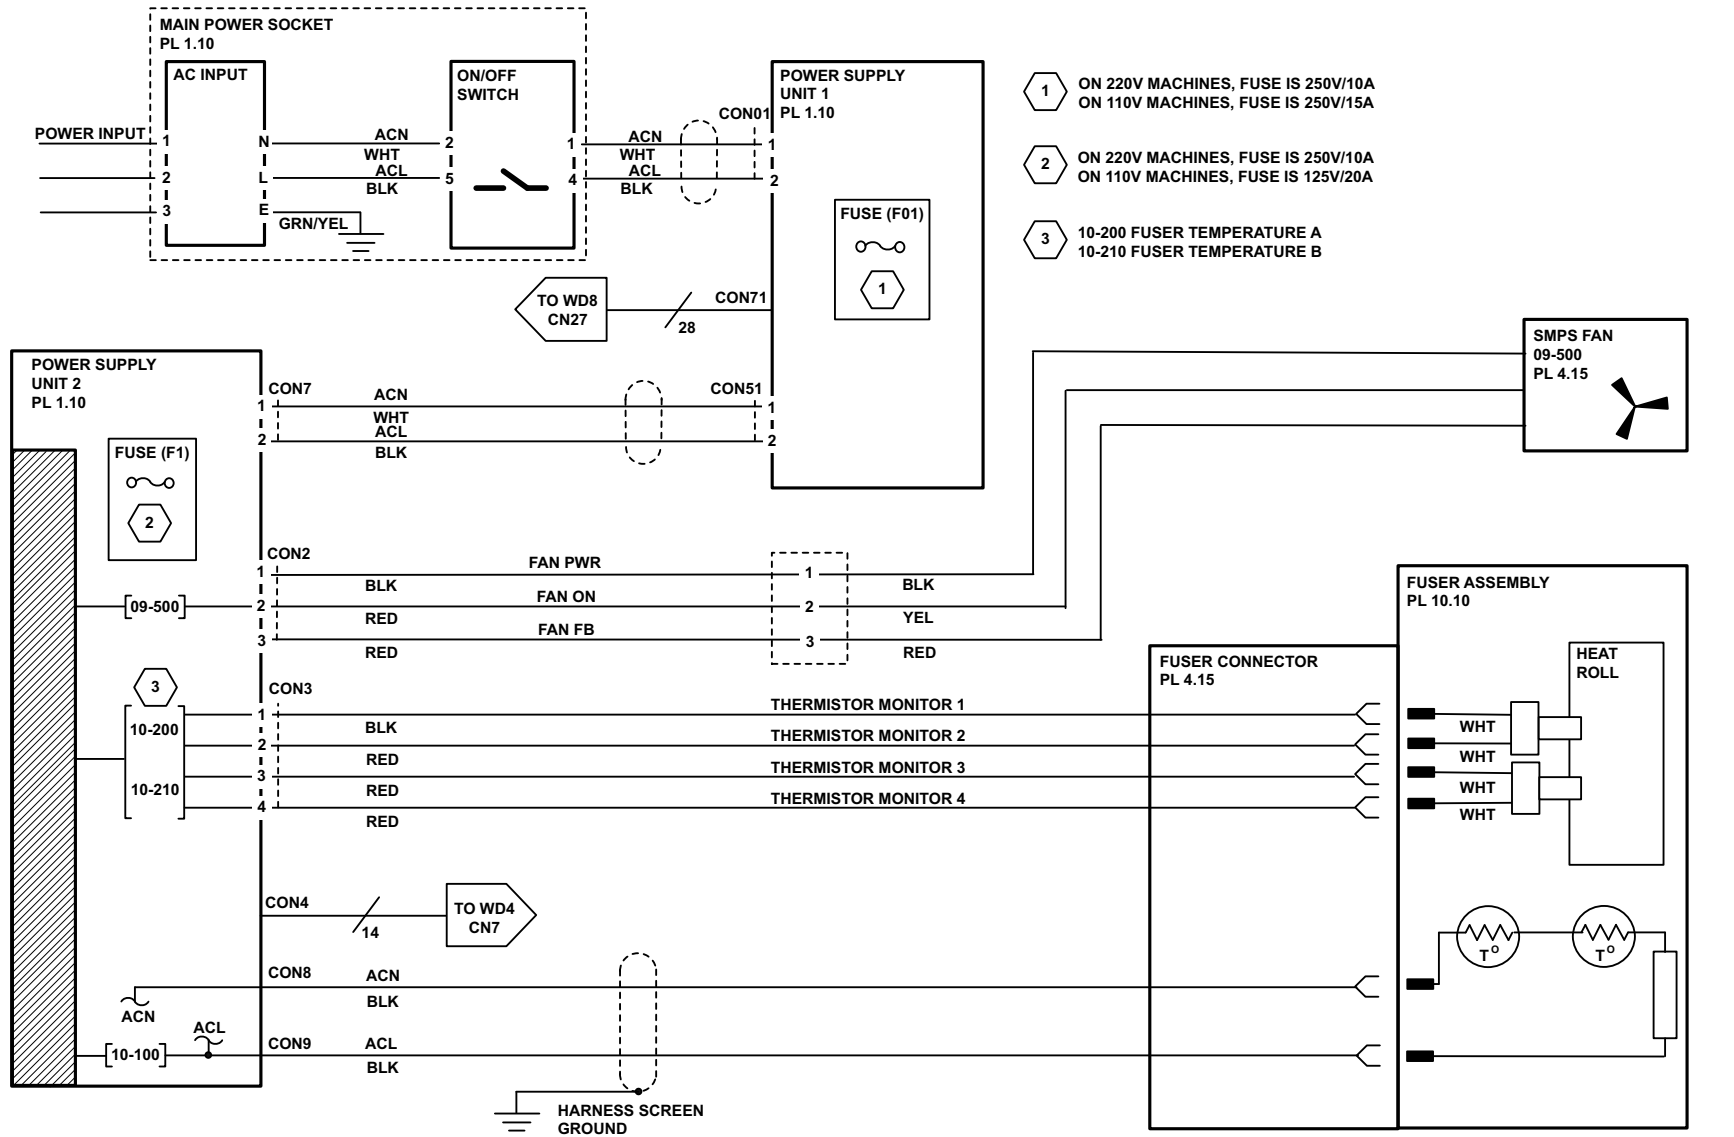 MAIN POWER SOCKET
PL 1.10
AC INPUT
ON/OFF
SWITCH
POWER INPUT
1
2
3
N
L
E
ACN
WHT
ACL
BLK
GRN/YEL
2
5
1
4
ACN
WHT
ACL
BLK
CON01
1
2
POWER SUPPLY
UNIT 1
PL 1.10
FUSE (F01)
1
1
ON 220V MACHINES, FUSE IS 250V/10A
ON 110V MACHINES, FUSE IS 250V/15A
2
ON 220V MACHINES, FUSE IS 250V/10A
ON 110V MACHINES, FUSE IS 125V/20A
3
10-200 FUSER TEMPERATURE A
10-210 FUSER TEMPERATURE B
TO WD8
CN27
28
CON71
SMPS FAN
09-500
PL 4.15
POWER SUPPLY
UNIT 2
PL 1.10
FUSE (F1)
2
CON7
1
2
ACN
WHT
ACL
BLK
CON51
1
2
CON2
1
2
3
09-500
FAN PWR
BLK
FAN ON
RED
FAN FB
RED
1
2
3
BLK
YEL
RED
3
10-200
10-210
CON3
1
2
3
4
BLK
RED
RED
RED
THERMISTOR MONITOR 1
THERMISTOR MONITOR 2
THERMISTOR MONITOR 3
THERMISTOR MONITOR 4
FUSER CONNECTOR
PL 4.15
FUSER ASSEMBLY
PL 10.10
HEAT
ROLL
WHT
WHT
WHT
WHT
CON4
14
TO WD4
CN7
TO
TO
CON8
ACN
BLK
ACN
ACL
10-100
CON9
ACL
BLK
HARNESS SCREEN
GROUND